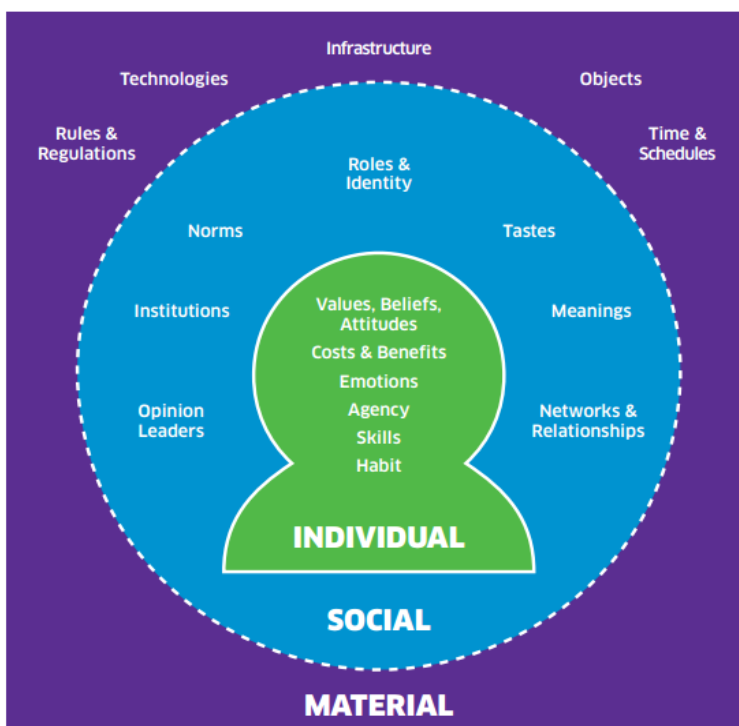 Infrastructure
Technologies
Objects
Rules &
Regulations
Time &
Schedules
Roles &
Identity
Norms
Tastes
Institutions
Values, Beliefs,
Attitudes
Meanings
Costs & Benefits
Emotions
Agency
Opinion
Leaders
Networks &
Relationships
Skills
Habit
INDIVIDUAL
SOCIAL
MATERIAL